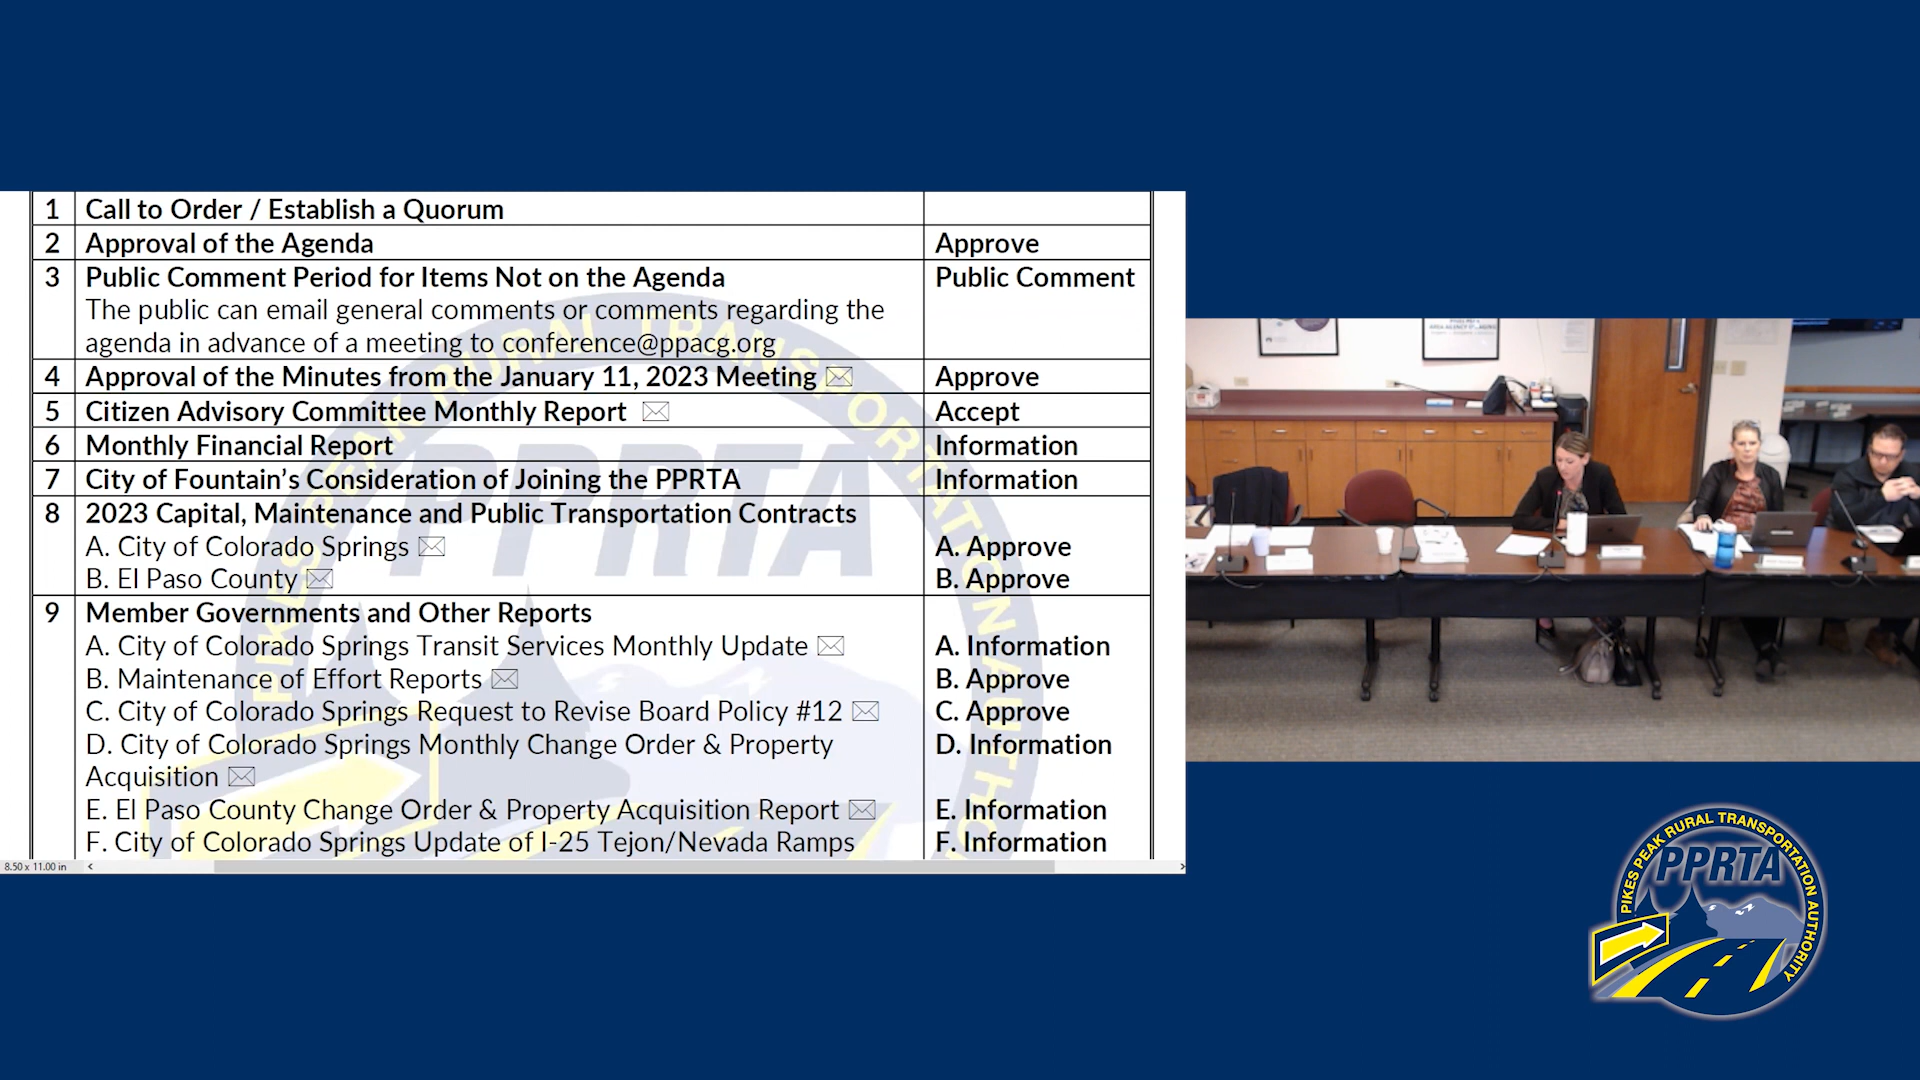 1 Call to Order / Establish a Quorum
2 Approval of the Agenda Approve
3 Public Comment Period for Items Not on the Agenda Public Comment
The public can email general comments or comments regarding the
agenda in advance of a meeting to conference@ppacg.org
4 Approval of the Minutes from the January 11, 2023 Meeting Approve
5 Citizen Advisory Committee Monthly Report Accept
6 Monthly Financial Report Information
7 City of Fountain’s Consideration of Joining the PPRTA Information
8 2023 Capital, Maintenance and Public Transportation Contracts
A. City of Colorado Springs A. Approve
B. El Paso County B. Approve
9 Member Governments and Other Reports
A. City of Colorado Springs Transit Services Monthly Update A. Information
B. Maintenance of Effort Reports B. Approve
C. City of Colorado Springs Request to Revise Board Policy #12 C. Approve
D. City of Colorado Springs Monthly Change Order & Property D. Information
Acquisition
E. El Paso County Change Order & Property Acquisition Report E. Information
F. City of Colorado Springs Update of I-25 Tejon/Nevada Ramps F. Information
8.50 x 11.00 in
PIKES PEAK RURAL TRANSPORTATION AUTHORITY
PPRTA
PIKES PEAK RURAL TRANSPORTATION AUTHORITY
PPRTA